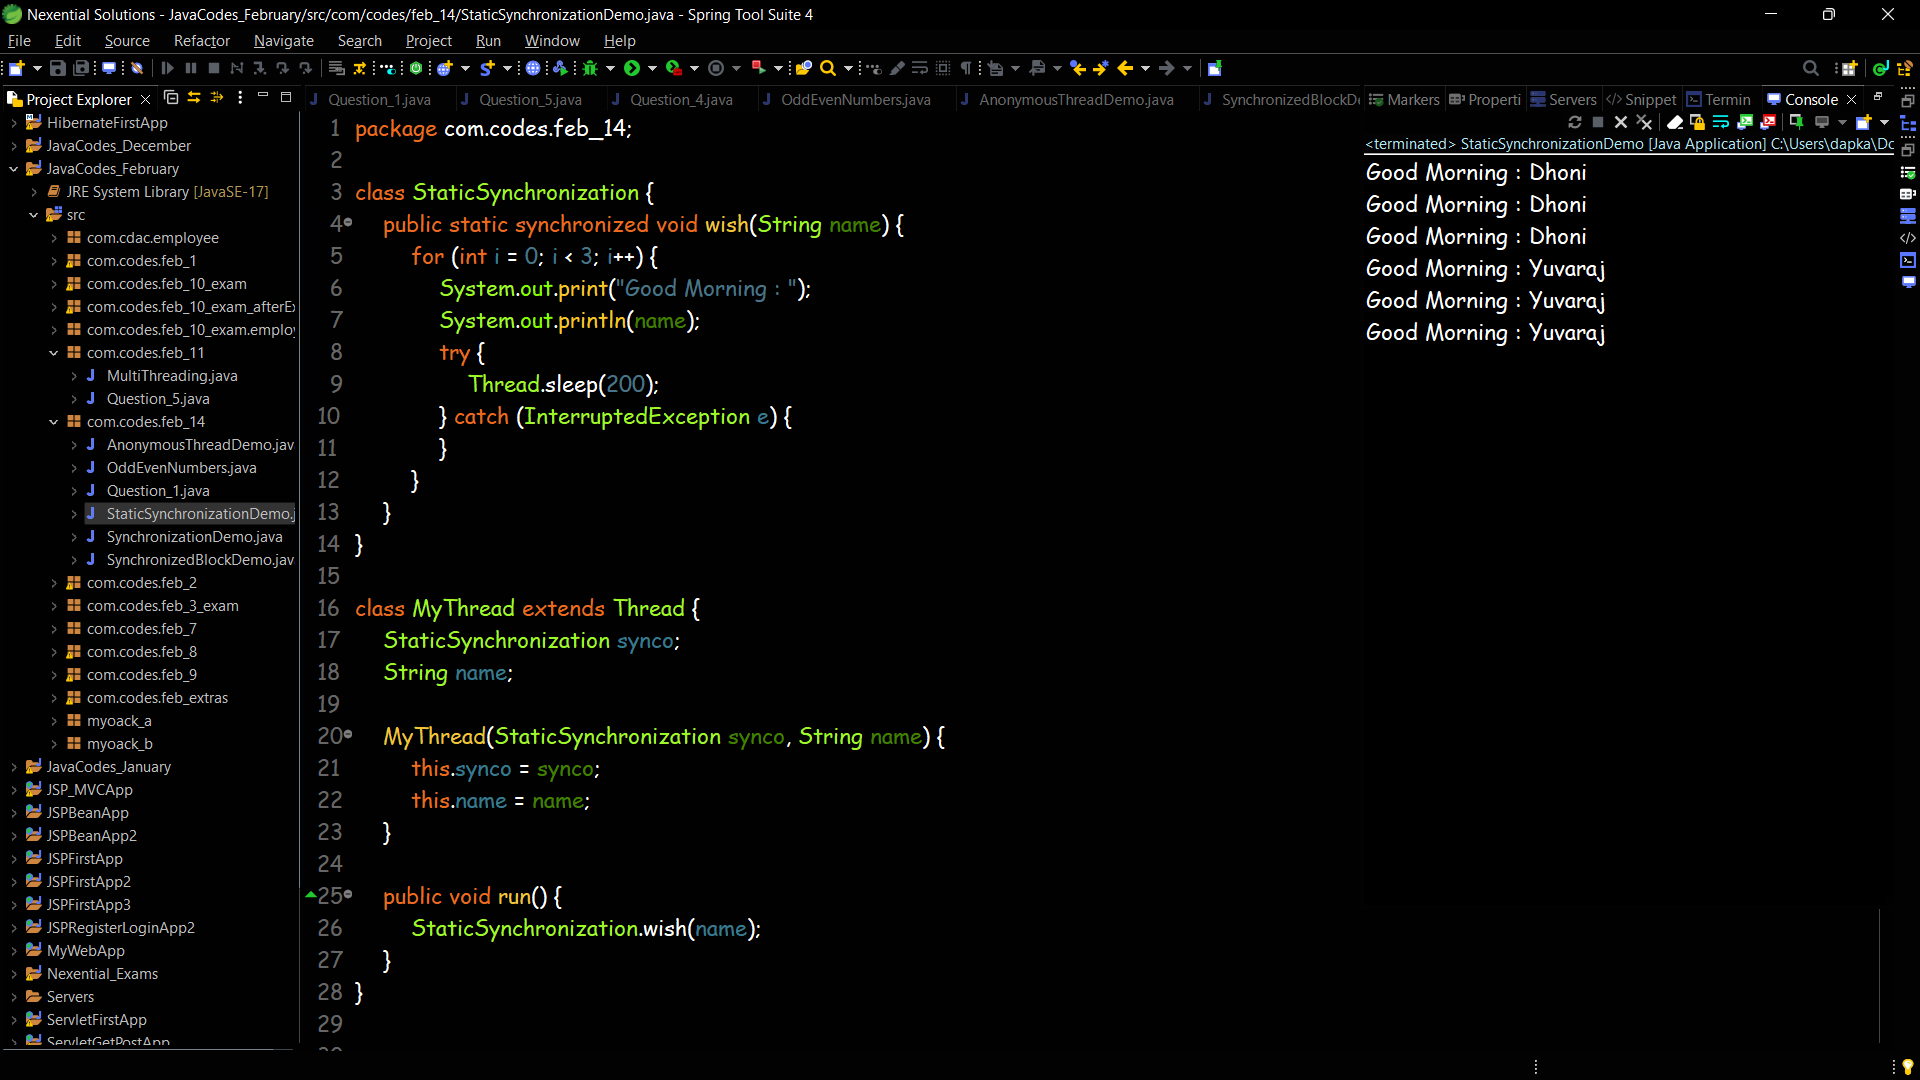 Nexential Solutions - JavaCodes_February/src/com/codes/feb_14/StaticSynchronizationDemo.java - Spring Tool Suite 4
File Edit Source Refactor Navigate Search Project Run Window Help
Project Explorer
HibernateFirstApp
JavaCodes_December
JavaCodes_February
JRE System Library [JavaSE-17]
src
com.cdac.employee
com.codes.feb_1
com.codes.feb_10_exam
com.codes.feb_10_exam_afterE
com.codes.feb_10_exam.emplo
com.codes.feb_11
MultiThreading.java
Question_5.java
com.codes.feb_14
AnonymousThreadDemo.jav
OddEvenNumbers.java
Question_1.java
StaticSynchronizationDemo.j
SynchronizationDemo.java
SynchronizedBlockDemo.jav
com.codes.feb_2
com.codes.feb_3_exam
com.codes.feb_7
com.codes.feb_8
com.codes.feb_9
com.codes.feb_extras
myoack_a
myoack_b
JavaCodes_January
JSP_MVCApp
JSPBeanApp
JSPBeanApp2
JSPFirstApp
JSPFirstApp2
JSPFirstApp3
JSPRegisterLoginApp2
MyWebApp
Nexential_Exams
Servers
ServletFirstApp
ServletGetPostApp
Question_1.java Question_5.java Question_4.java OddEvenNumbers.java AnonymousThreadDemo.java SynchronizedBlockD
1 package com.codes.feb_14;
2
3 class StaticSynchronization {
4 public static synchronized void wish(String name) {
5 for (int i = 0; i < 3; i++) {
6 System.out.print("Good Morning : ");
7 System.out.println(name);
8 try {
9 Thread.sleep(200);
10 } catch (InterruptedException e) {
11 }
12 }
13 }
14 }
15
16 class MyThread extends Thread {
17 StaticSynchronization synco;
18 String name;
19
20 MyThread(StaticSynchronization synco, String name) {
21 this.synco = synco;
22 this.name = name;
23 }
24
25 public void run() {
26 StaticSynchronization.wish(name);
27 }
28 }
29
Markers Properti Servers Snippet Termin Console
<terminated> StaticSynchronizationDemo [Java Application] C:\Users\dapka\Do
Good Morning : Dhoni
Good Morning : Dhoni
Good Morning : Dhoni
Good Morning : Yuvaraj
Good Morning : Yuvaraj
Good Morning : Yuvaraj